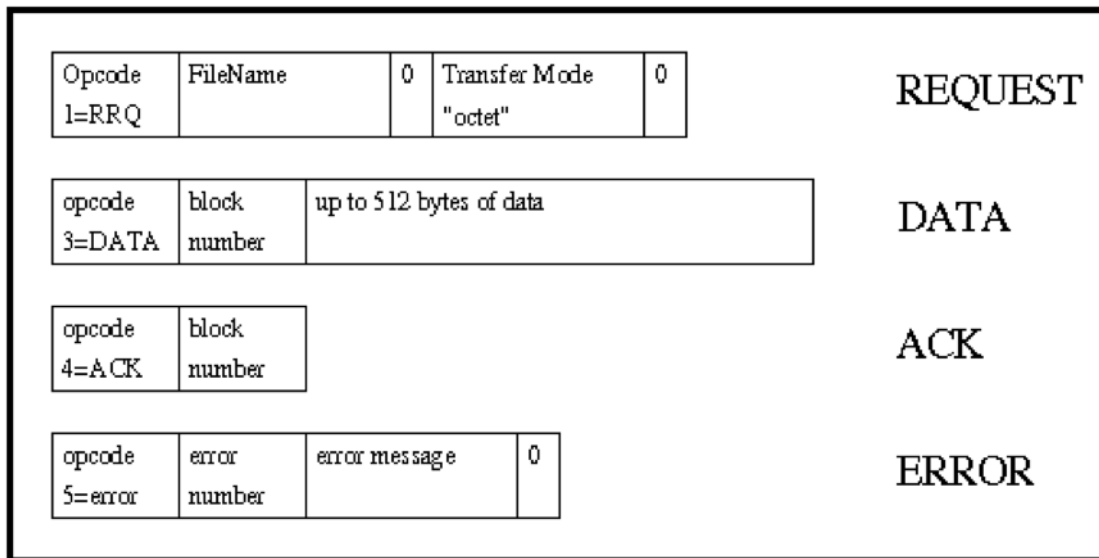 Opcode FileName 0 Transfer Mode 0
1=RRQ "octet"
REQUEST
opcode block up to 512 bytes of data
3=DATA number
DATA
opcode block
4=ACK number
ACK
opcode error error message 0
5=error number
ERROR